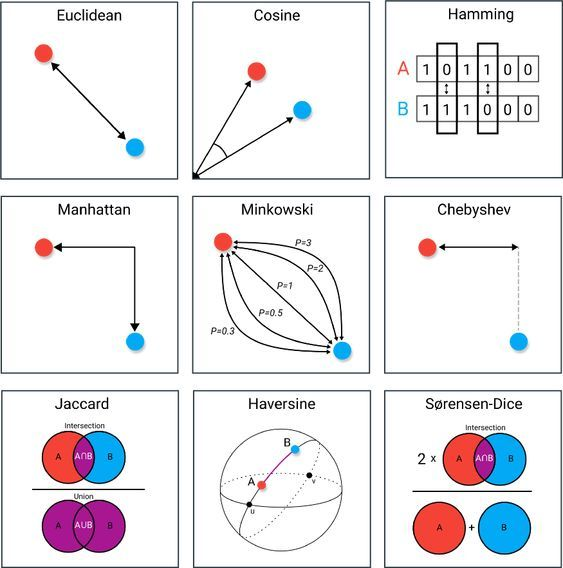 Euclidean
Cosine
Hamming
A 1 0 1 1 0 0
B 1 1 1 0 0 0
Manhattan
Minkowski
P=3
P=2
P=1
P=0.5
P=0.3
Chebyshev
Jaccard
Intersection
A A∩B B
Union
A A∪B B
Haversine
B
A
v
u
Sørensen-Dice
Intersection
2 x A A∩B B
A + B